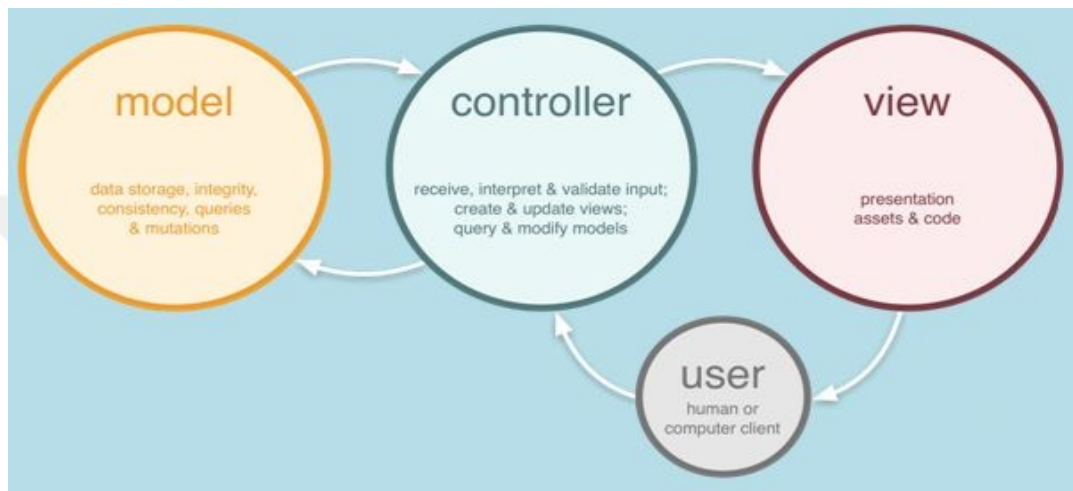 model
data storage, integrity,
consistency, queries
& mutations
controller
receive, interpret & validate input;
create & update views;
query & modify models
view
presentation
assets & code
user
human or
computer client